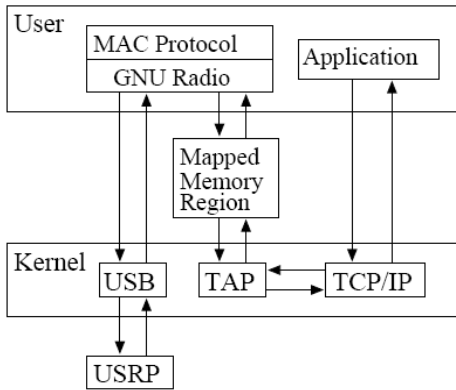 User
MAC Protocol
GNU Radio
Application
Mapped
Memory
Region
Kernel
USB
TAP
TCP/IP
USRP